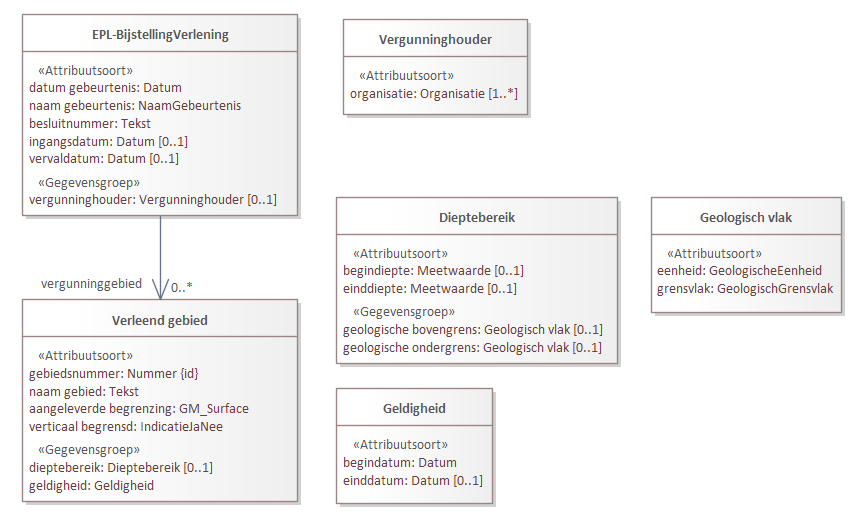 EPL-BijstellingVerlening
«Attribuutsoort»
datum gebeurtenis: Datum
naam gebeurtenis: NaamGebeurtenis
besluitnummer: Tekst
ingangsdatum: Datum [0..1]
vervaldatum: Datum [0..1]
«Gegevensgroep»
vergunninghouder: Vergunninghouder [0..1]
vergunninggebied
0..*
Verleend gebied
«Attribuutsoort»
gebiedsnummer: Nummer {id}
naam gebied: Tekst
aangeleverde begrenzing: GM_Surface
verticaal begrensd: IndicatieJaNee
«Gegevensgroep»
dieptebereik: Dieptebereik [0..1]
geldigheid: Geldigheid
Vergunninghouder
«Attribuutsoort»
organisatie: Organisatie [1..*]
Dieptebereik
«Attribuutsoort»
begindiepte: Meetwaarde [0..1]
einddiepte: Meetwaarde [0..1]
«Gegevensgroep»
geologische bovengrens: Geologisch vlak [0..1]
geologische ondergrens: Geologisch vlak [0..1]
Geologisch vlak
«Attribuutsoort»
eenheid: GeologischeEenheid
grensvlak: GeologischGrensvlak
Geldigheid
«Attribuutsoort»
begindatum: Datum
einddatum: Datum [0..1]